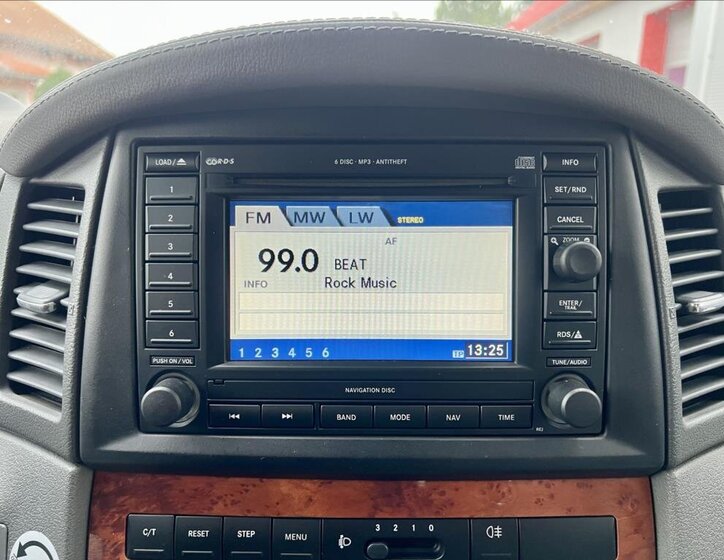 LOAD/⏏ R·D·S 6 DISC · MP3 · ANTITHEFT INFO
1 SET/RND
2 CANCEL
3 ZOOM
4
5 ENTER/TRAIL
6 RDS/
FM MW LW STEREO
AF
99.0 BEAT
INFO Rock Music
1 2 3 4 5 6 TP 13:25
PUSH ON/VOL TUNE/AUDIO
NAVIGATION DISC
BAND MODE NAV TIME
REJ
C/T RESET STEP MENU 3 2 1 0